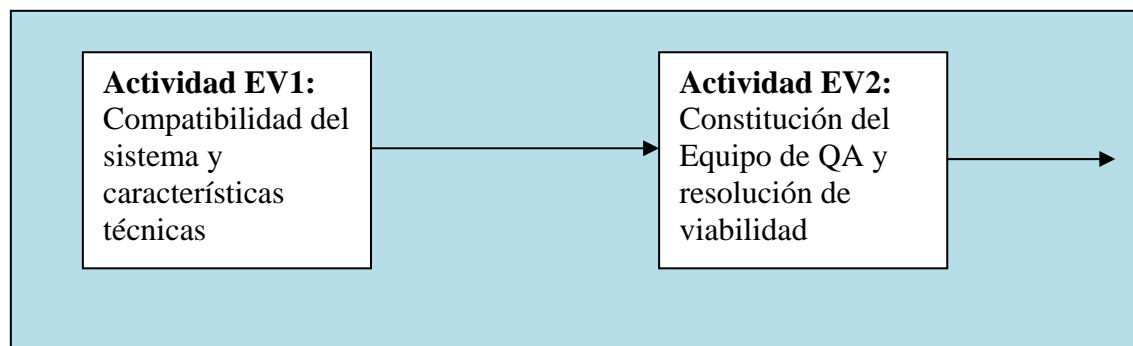 Actividad EV1:
Compatibilidad del
sistema y
características
técnicas
Actividad EV2:
Constitución del
Equipo de QA y
resolución de
viabilidad